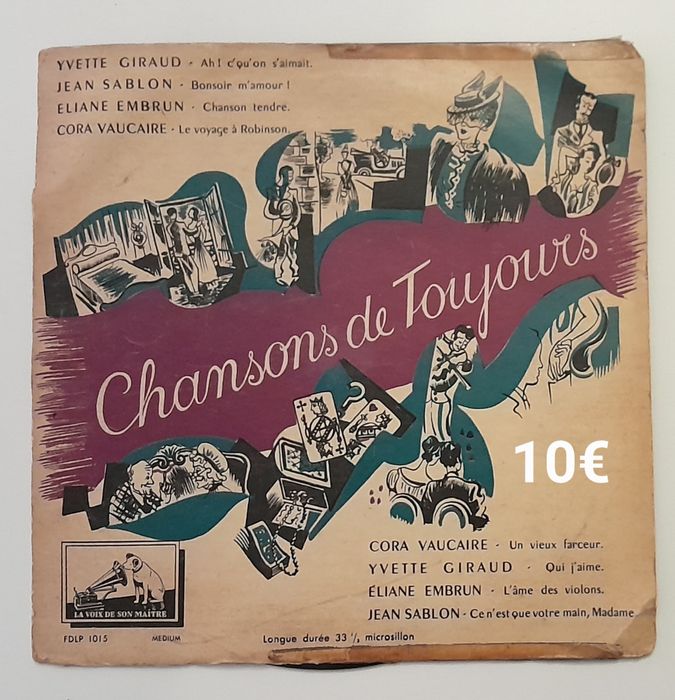 YVETTE GIRAUD - Ah! c'qu'on s'aimait.
JEAN SABLON - Bonsoir m'amour!
ELIANE EMBRUN - Chanson tendre.
CORA VAUCAIRE - Le voyage à Robinson.
Chansons de Toujours
10€
CORA VAUCAIRE - Un vieux farceur.
YVETTE GIRAUD - Qui j'aime.
ÉLIANE EMBRUN - L'âme des violons.
JEAN SABLON - Ce n'est que votre main, Madame
LA VOIX DE SON MAITRE
FDLP 1015 MEDIUM Longue durée 33 ⅓, microsillon